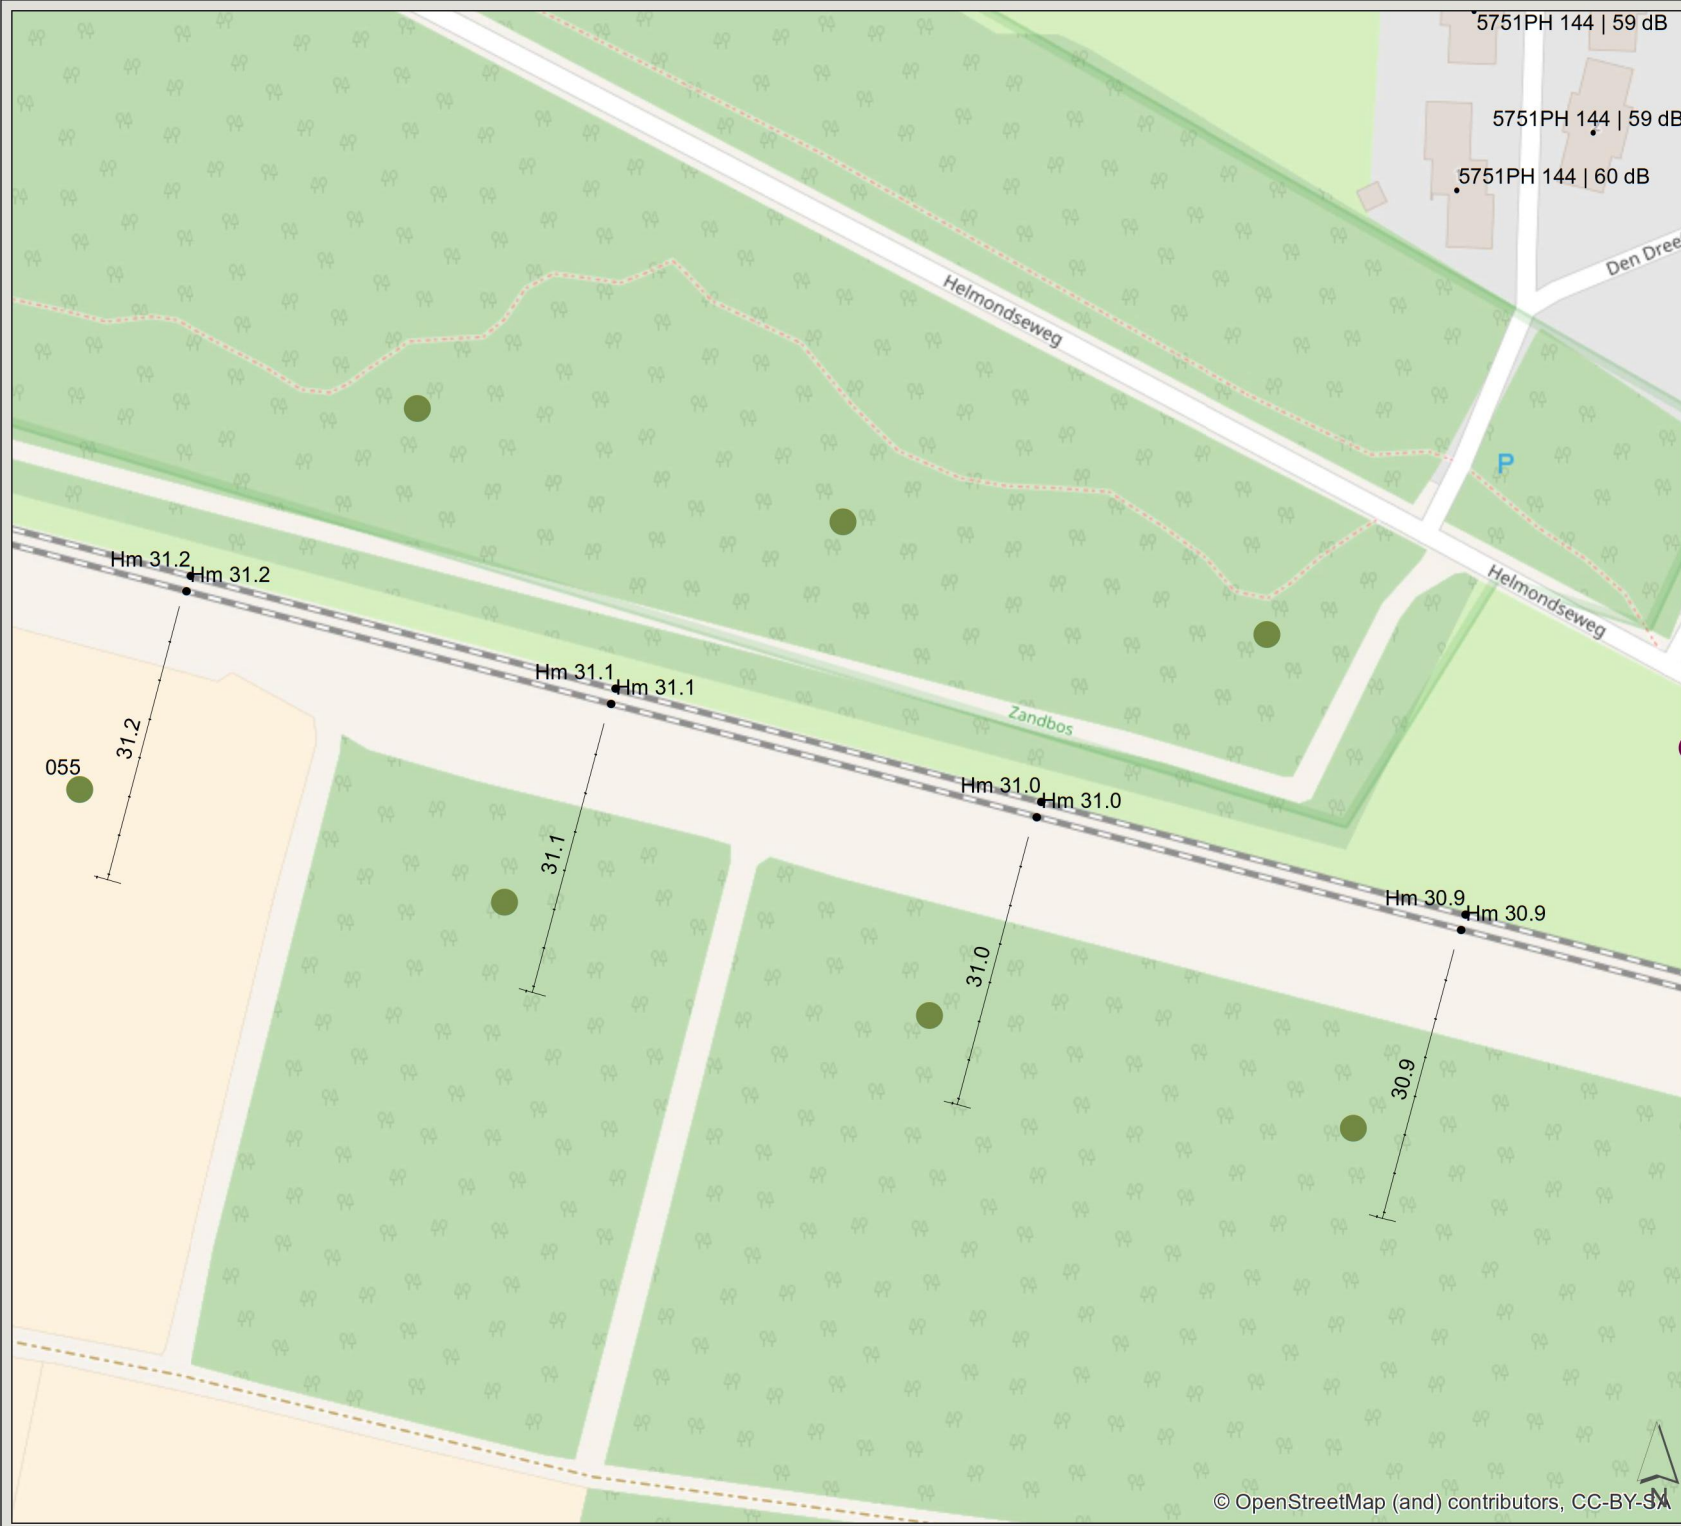 5751PH 144 | 59 dB
5751PH 144 | 59 dB
5751PH 144 | 60 dB
Den Dree
Helmondseweg
P
Hm 31.2
Hm 31.2
Helmondseweg
Hm 31.1
Hm 31.1
31.2
Zandbos
055
Hm 31.0
Hm 31.0
31.1
Hm 30.9
Hm 30.9
31.0
30.9
© OpenStreetMap (and) contributors, CC-BY-SA
N